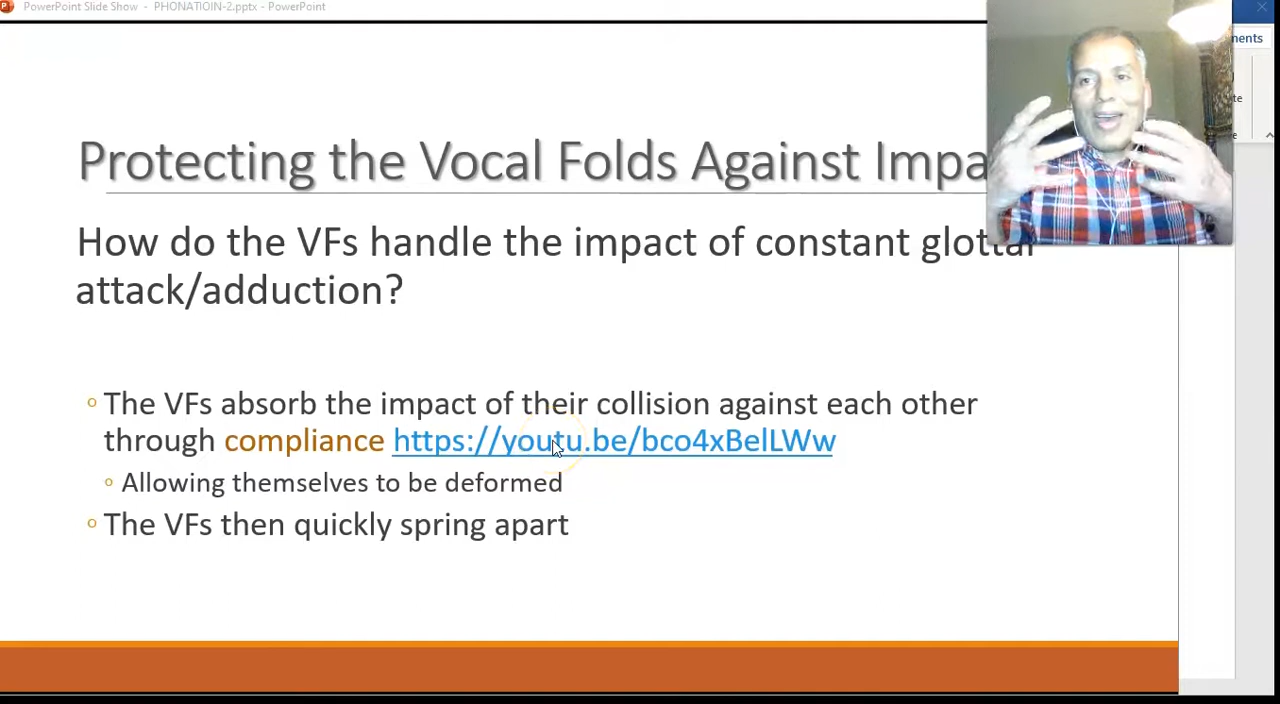 PowerPoint Slide Show - PHONATIOIN-2.pptx - PowerPoint
Protecting the Vocal Folds Against Impa
How do the VFs handle the impact of constant glottal
attack/adduction?
The VFs absorb the impact of their collision against each other
through compliance https://youtu.be/bco4xBelLWw
Allowing themselves to be deformed
The VFs then quickly spring apart